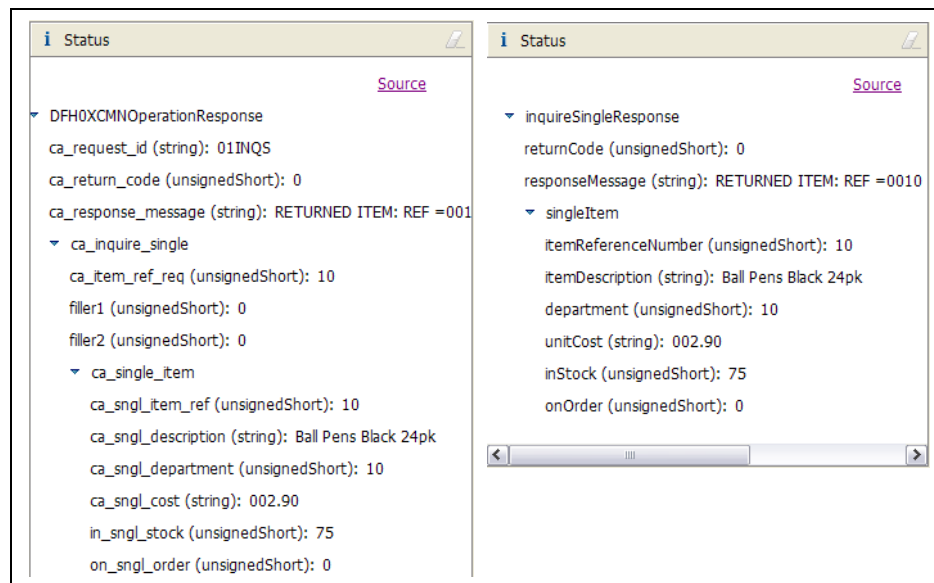 Status
Source
DFH0XCMNOperationResponse
ca_request_id (string): 01INQS
ca_return_code (unsignedShort): 0
ca_response_message (string): RETURNED ITEM: REF =001
ca_inquire_single
ca_item_ref_req (unsignedShort): 10
filler1 (unsignedShort): 0
filler2 (unsignedShort): 0
ca_single_item
ca_sngl_item_ref (unsignedShort): 10
ca_sngl_description (string): Ball Pens Black 24pk
ca_sngl_department (unsignedShort): 10
ca_sngl_cost (string): 002.90
in_sngl_stock (unsignedShort): 75
on_sngl_order (unsignedShort): 0
Status
Source
inquireSingleResponse
returnCode (unsignedShort): 0
responseMessage (string): RETURNED ITEM: REF =0010
singleItem
itemReferenceNumber (unsignedShort): 10
itemDescription (string): Ball Pens Black 24pk
department (unsignedShort): 10
unitCost (string): 002.90
inStock (unsignedShort): 75
onOrder (unsignedShort): 0